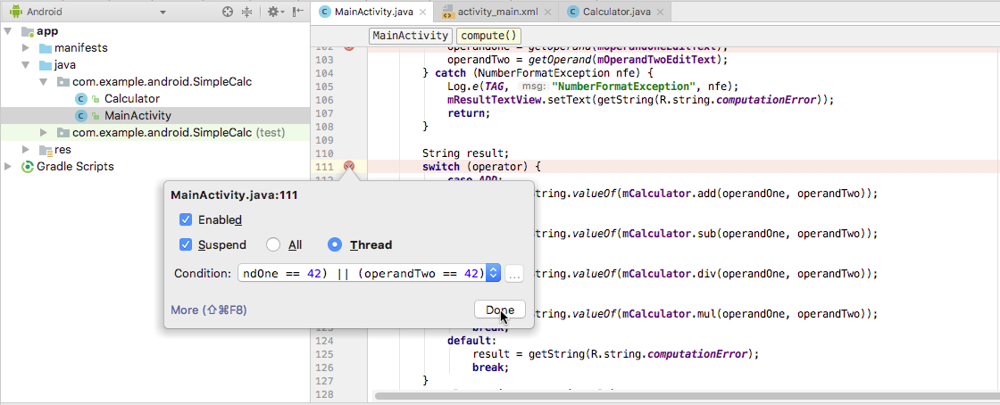 Android
MainActivity.java
activity_main.xml
Calculator.java
app
manifests
java
com.example.android.SimpleCalc
Calculator
MainActivity
com.example.android.SimpleCalc (test)
res
Gradle Scripts
MainActivity
compute()
102 operandOne = getOperand(mOperandOneEditText);
103 operandTwo = getOperand(mOperandTwoEditText);
104 } catch (NumberFormatException nfe) {
105 Log.e(TAG, msg: "NumberFormatException", nfe);
106 mResultTextView.setText(getString(R.string.computationError));
107 return;
108 }
109
110 String result;
111 switch (operator) {
112 case ADD:
String.valueOf(mCalculator.add(operandOne, operandTwo));
String.valueOf(mCalculator.sub(operandOne, operandTwo));
String.valueOf(mCalculator.div(operandOne, operandTwo));
String.valueOf(mCalculator.mul(operandOne, operandTwo));
break;
124 default:
125 result = getString(R.string.computationError);
126 break;
127 }
128
MainActivity.java:111
Enabled
Suspend All Thread
Condition: ndOne == 42) || (operandTwo == 42) ...
More (⇧⌘F8)
Done